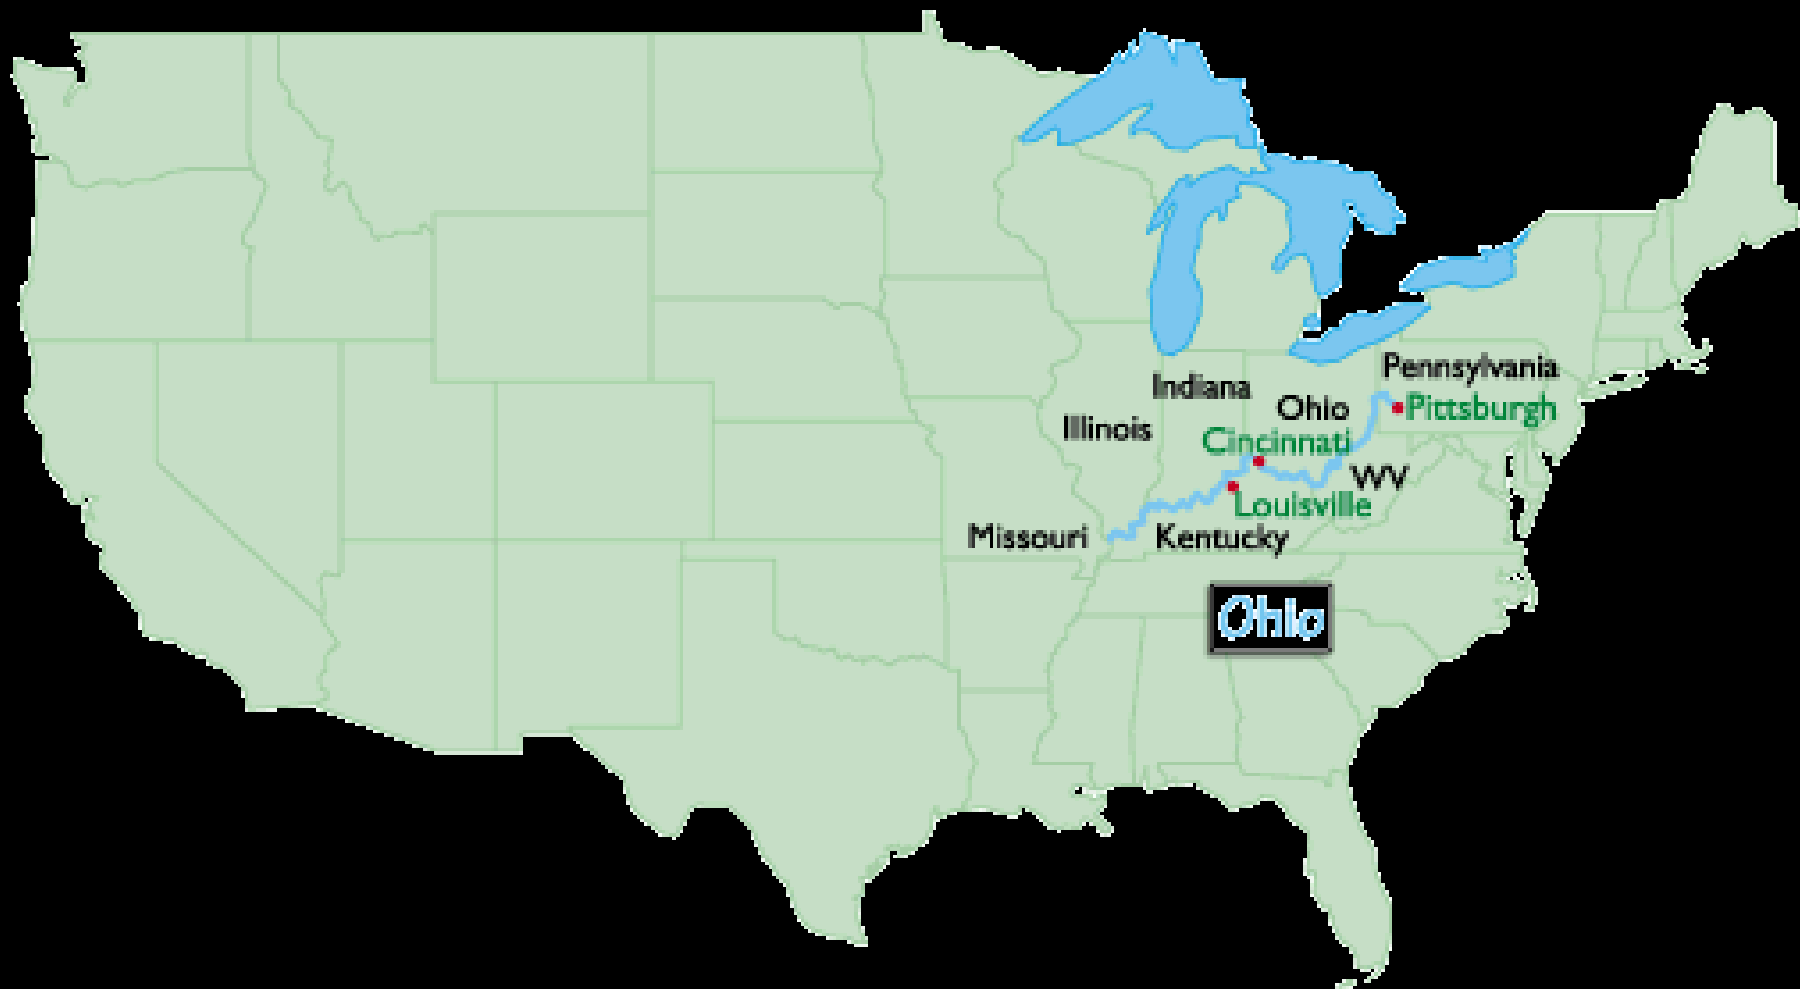 Pennsylvania
Indiana
Ohio
Pittsburgh
Illinois
Cincinnati
WV
Louisville
Missouri
Kentucky
Ohio